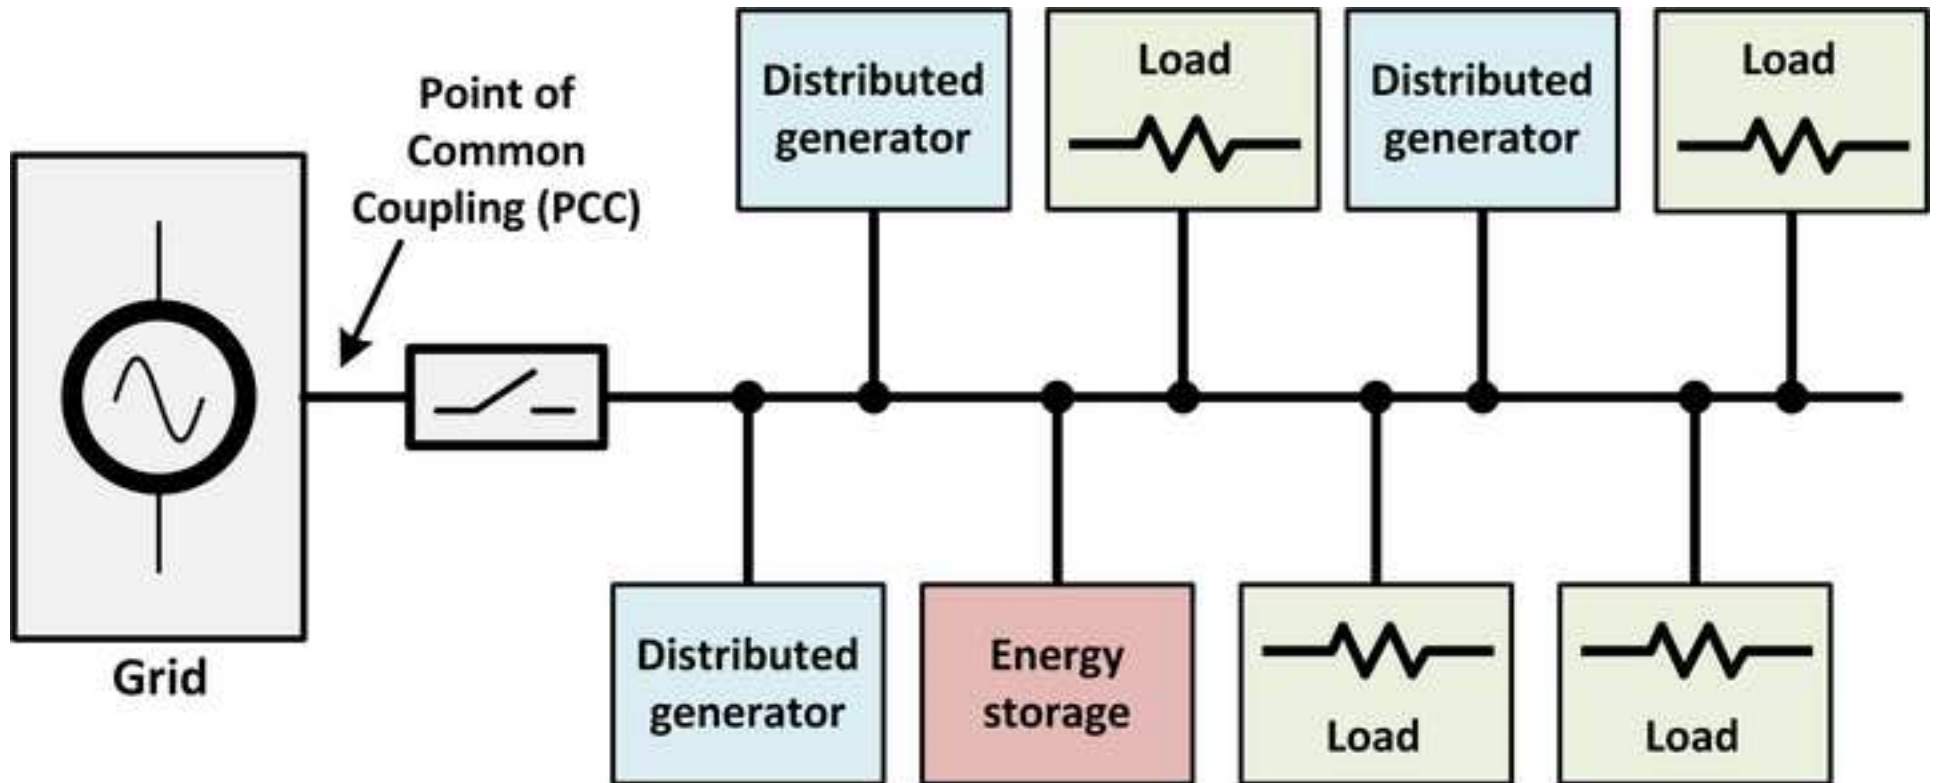 Point of
Common
Coupling (PCC)
Distributed
generator
Load
Distributed
generator
Load
Grid
Distributed
generator
Energy
storage
Load
Load